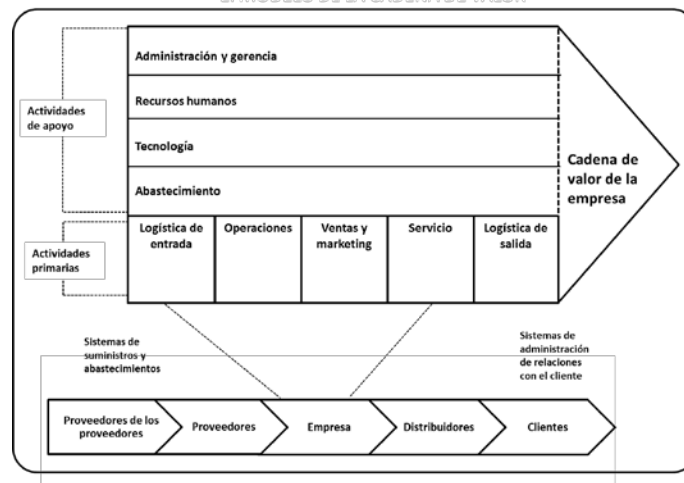 Administración y gerencia
Recursos humanos
Actividades
de apoyo
Tecnología
Abastecimiento
Cadena de
valor de la
empresa
Actividades
primarias
Logística de
entrada
Operaciones
Ventas y
marketing
Servicio
Logística de
salida
Sistemas de
suministros y
abastecimientos
Sistemas de
administración
de relaciones
con el cliente
Proveedores de los
proveedores
Proveedores
Empresa
Distribuidores
Clientes